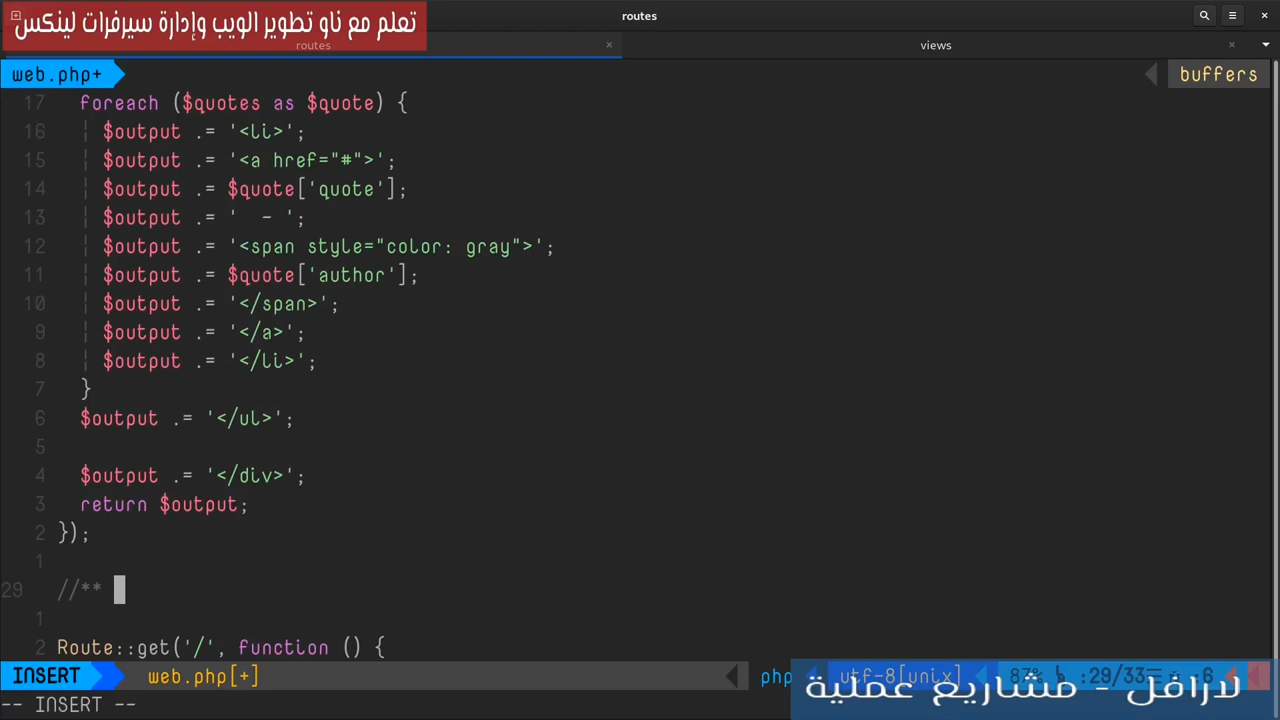 تعلم مع ناو تطوير الويب وإدارة سيرفرات لينكس
routes
routes ×
views ×
web.php+
buffers
17 foreach ($quotes as $quote) {
16 ¦ $output .= '<li>';
15 ¦ $output .= '<a href="#">';
14 ¦ $output .= $quote['quote'];
13 ¦ $output .= '  - ';
12 ¦ $output .= '<span style="color: gray">';
11 ¦ $output .= $quote['author'];
10 ¦ $output .= '</span>';
9 ¦ $output .= '</a>';
8 ¦ $output .= '</li>';
7 }
6 $output .= '</ul>';
5
4 $output .= '</div>';
3 return $output;
2 });
1
29 //**
1
2 Route::get('/', function () {
INSERT web.php[+] php utf-8[unix] 87% :29/33 : 6
-- INSERT --
لارافل - مشاريع عملية